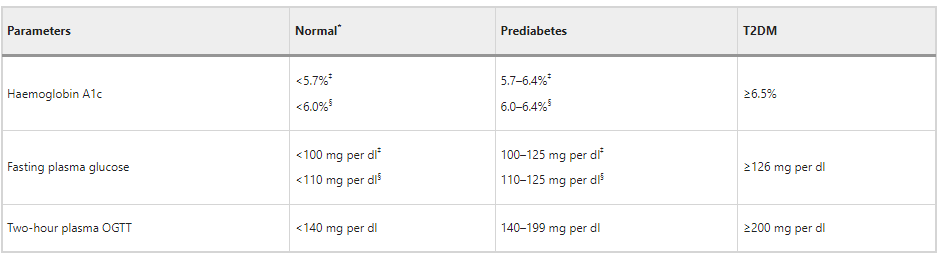 Parameters Normal* Prediabetes T2DM
<5.7%‡ 5.7–6.4%‡
Haemoglobin A1c ≥6.5%
<6.0%§ 6.0–6.4%§
<100 mg per dl‡ 100–125 mg per dl‡
Fasting plasma glucose ≥126 mg per dl
<110 mg per dl§ 110–125 mg per dl§
Two-hour plasma OGTT <140 mg per dl 140–199 mg per dl ≥200 mg per dl